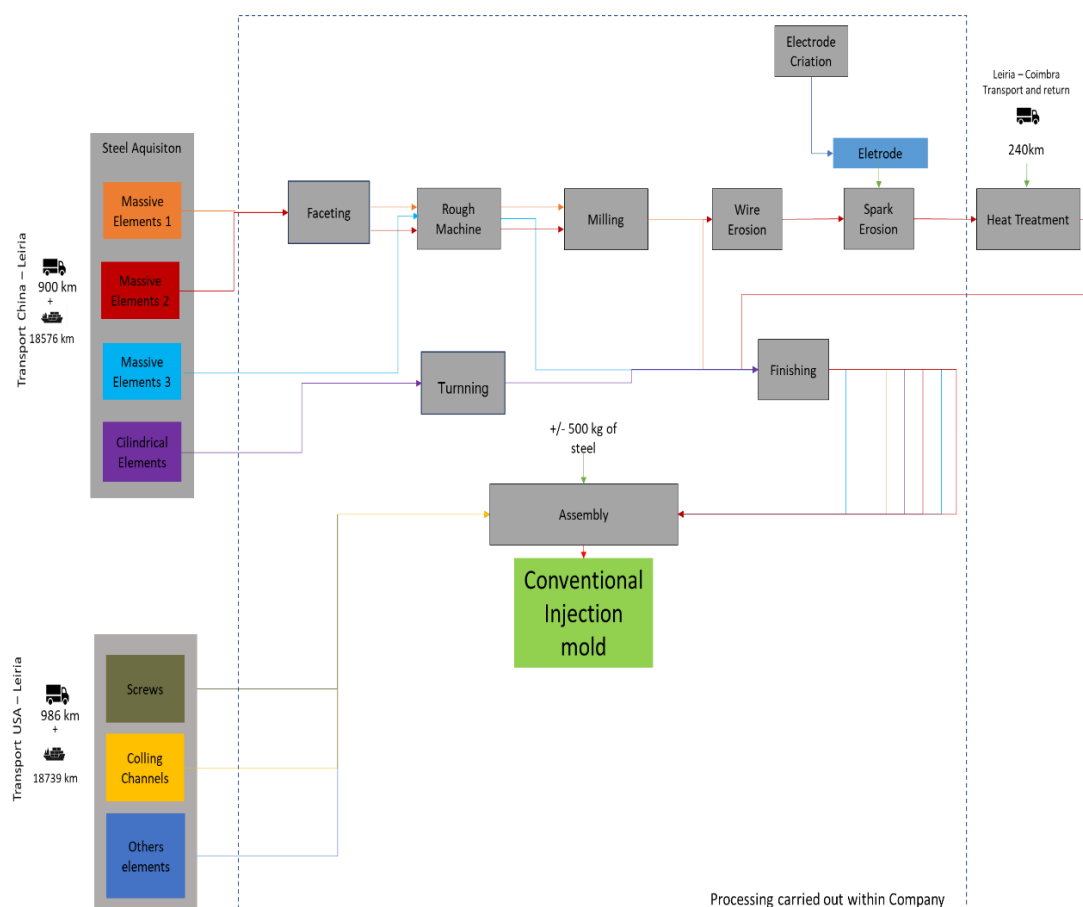 Electrode
Criation
Leiria – Coimbra
Transport and return
240km
Steel Aquisiton
Eletrode
Massive
Elements 1
Faceting
Rough
Machine
Milling
Wire
Erosion
Spark
Erosion
Heat Treatment
Transport China – Leiria
900 km
+
18576 km
Massive
Elements 2
Massive
Elements 3
Turnning
Finishing
Cilindrical
Elements
+/- 500 kg of
steel
Assembly
Conventional
Injection
mold
Transport USA – Leiria
986 km
+
18739 km
Screws
Colling
Channels
Others
elements
Processing carried out within Company